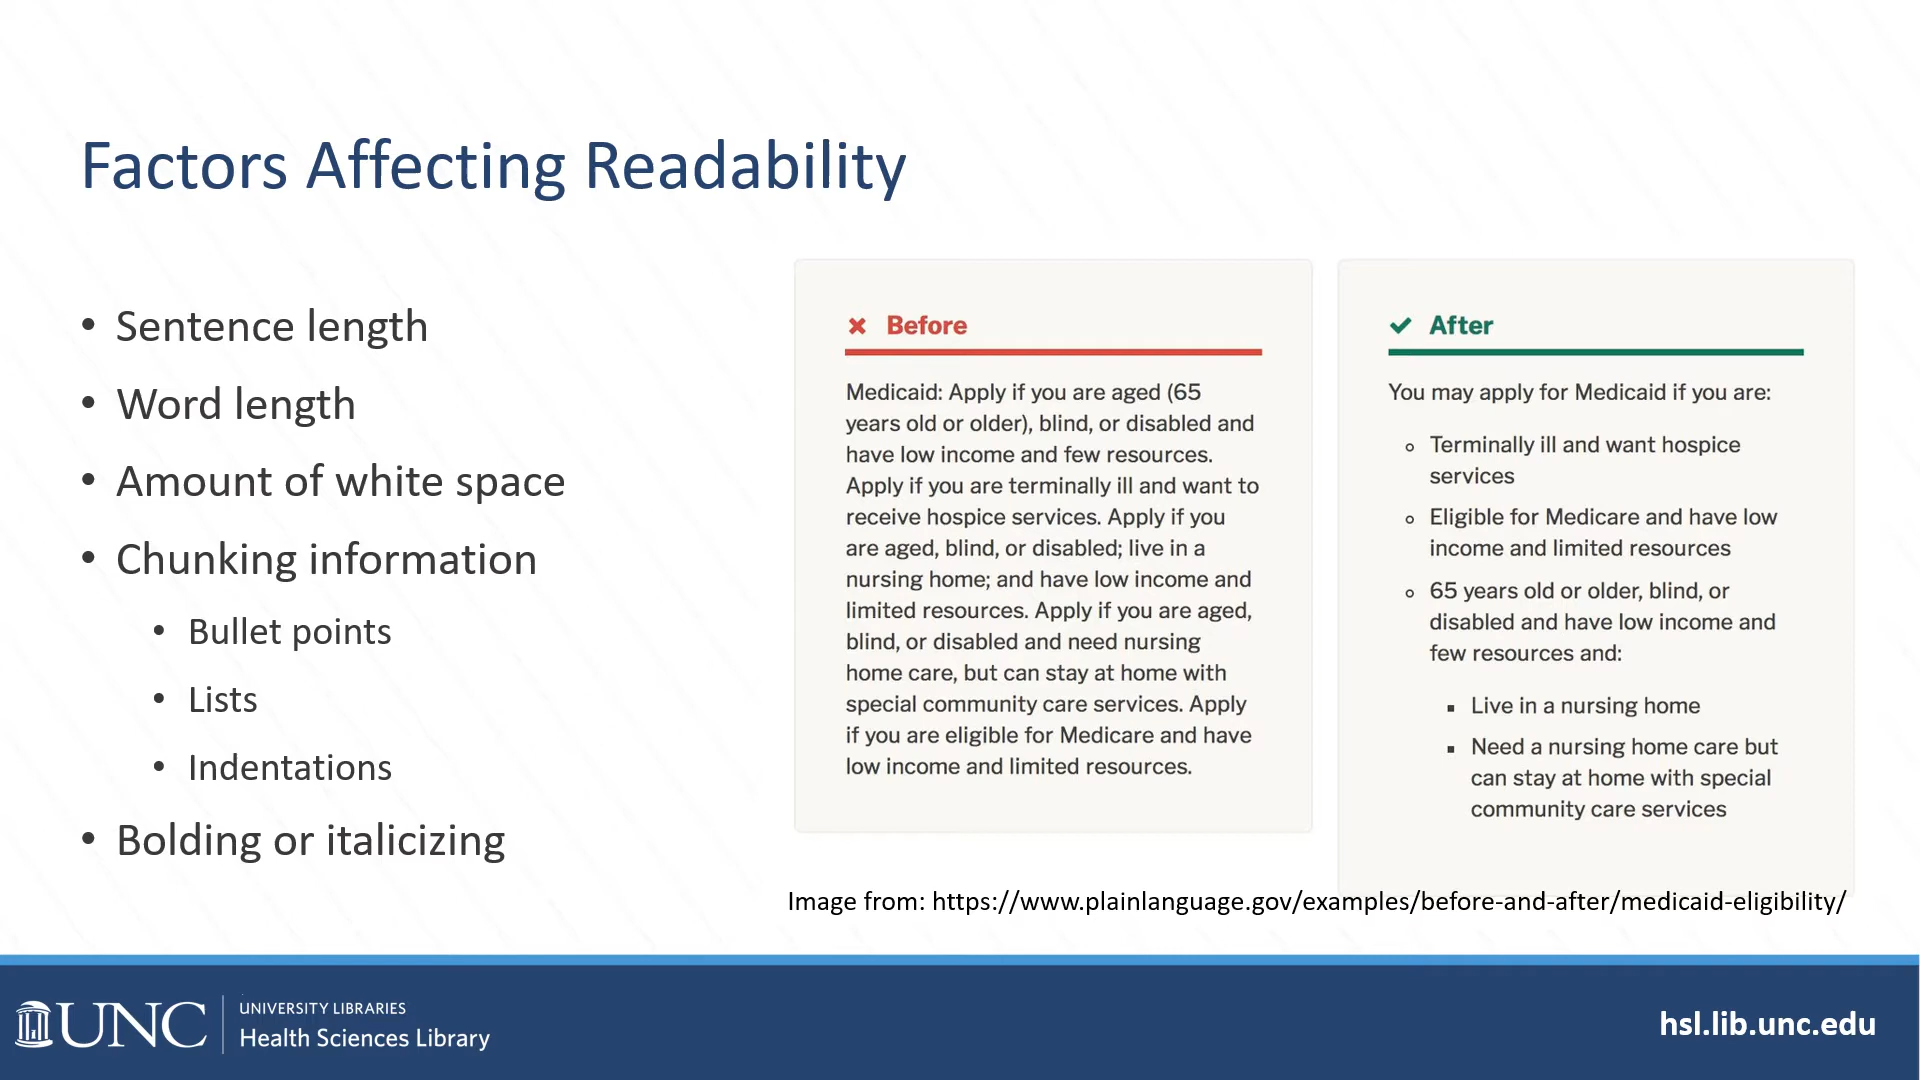 Factors Affecting Readability
• Sentence length
• Word length
• Amount of white space
• Chunking information
• Bullet points
• Lists
• Indentations
• Bolding or italicizing
✖ Before
Medicaid: Apply if you are aged (65
years old or older), blind, or disabled and
have low income and few resources.
Apply if you are terminally ill and want to
receive hospice services. Apply if you
are aged, blind, or disabled; live in a
nursing home; and have low income and
limited resources. Apply if you are aged,
blind, or disabled and need nursing
home care, but can stay at home with
special community care services. Apply
if you are eligible for Medicare and have
low income and limited resources.
✔ After
You may apply for Medicaid if you are:
◦ Terminally ill and want hospice
services
◦ Eligible for Medicare and have low
income and limited resources
◦ 65 years old or older, blind, or
disabled and have low income and
few resources and:
▪ Live in a nursing home
▪ Need a nursing home care but
can stay at home with special
community care services
Image from: https://www.plainlanguage.gov/examples/before-and-after/medicaid-eligibility/
UNC
UNIVERSITY LIBRARIES
Health Sciences Library
hsl.lib.unc.edu